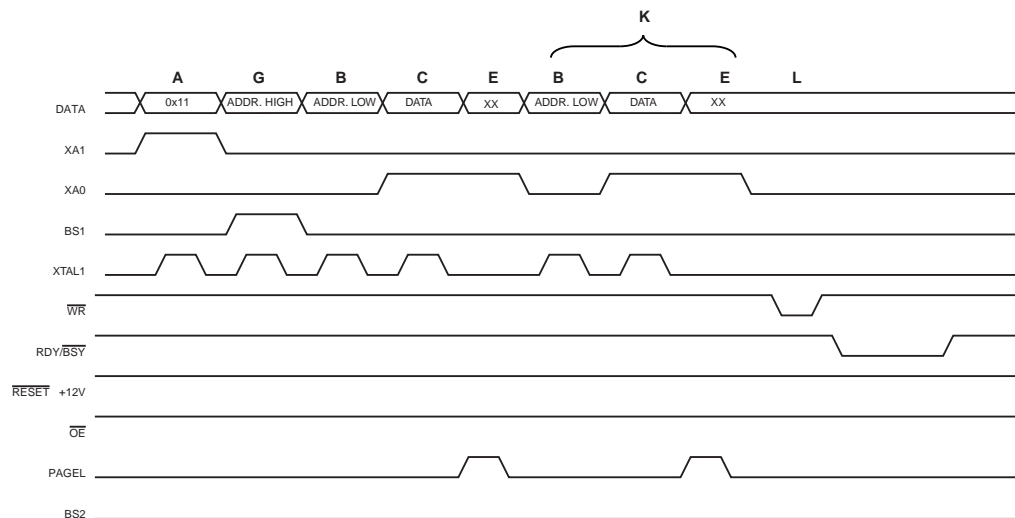 K
A G B C E B C E L
DATA 0x11 ADDR. HIGH ADDR. LOW DATA XX ADDR. LOW DATA XX
XA1
XA0
BS1
XTAL1
WR
RDY/BSY
RESET +12V
OE
PAGEL
BS2